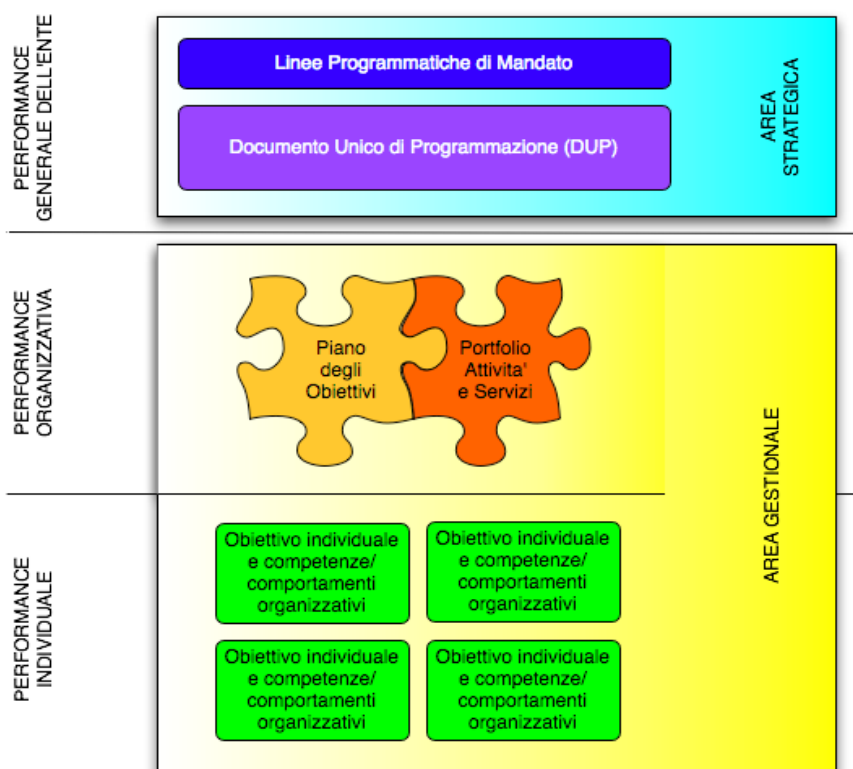 PERFORMANCE
GENERALE DELL'ENTE
Linee Programmatiche di Mandato
Documento Unico di Programmazione (DUP)
AREA
STRATEGICA
PERFORMANCE
ORGANIZZATIVA
Piano
degli
Obiettivi
Portfolio
Attivita'
e Servizi
AREA GESTIONALE
PERFORMANCE
INDIVIDUALE
Obiettivo individuale
e competenze/
comportamenti
organizzativi
Obiettivo individuale
e competenze/
comportamenti
organizzativi
Obiettivo individuale
e competenze/
comportamenti
organizzativi
Obiettivo individuale
e competenze/
comportamenti
organizzativi